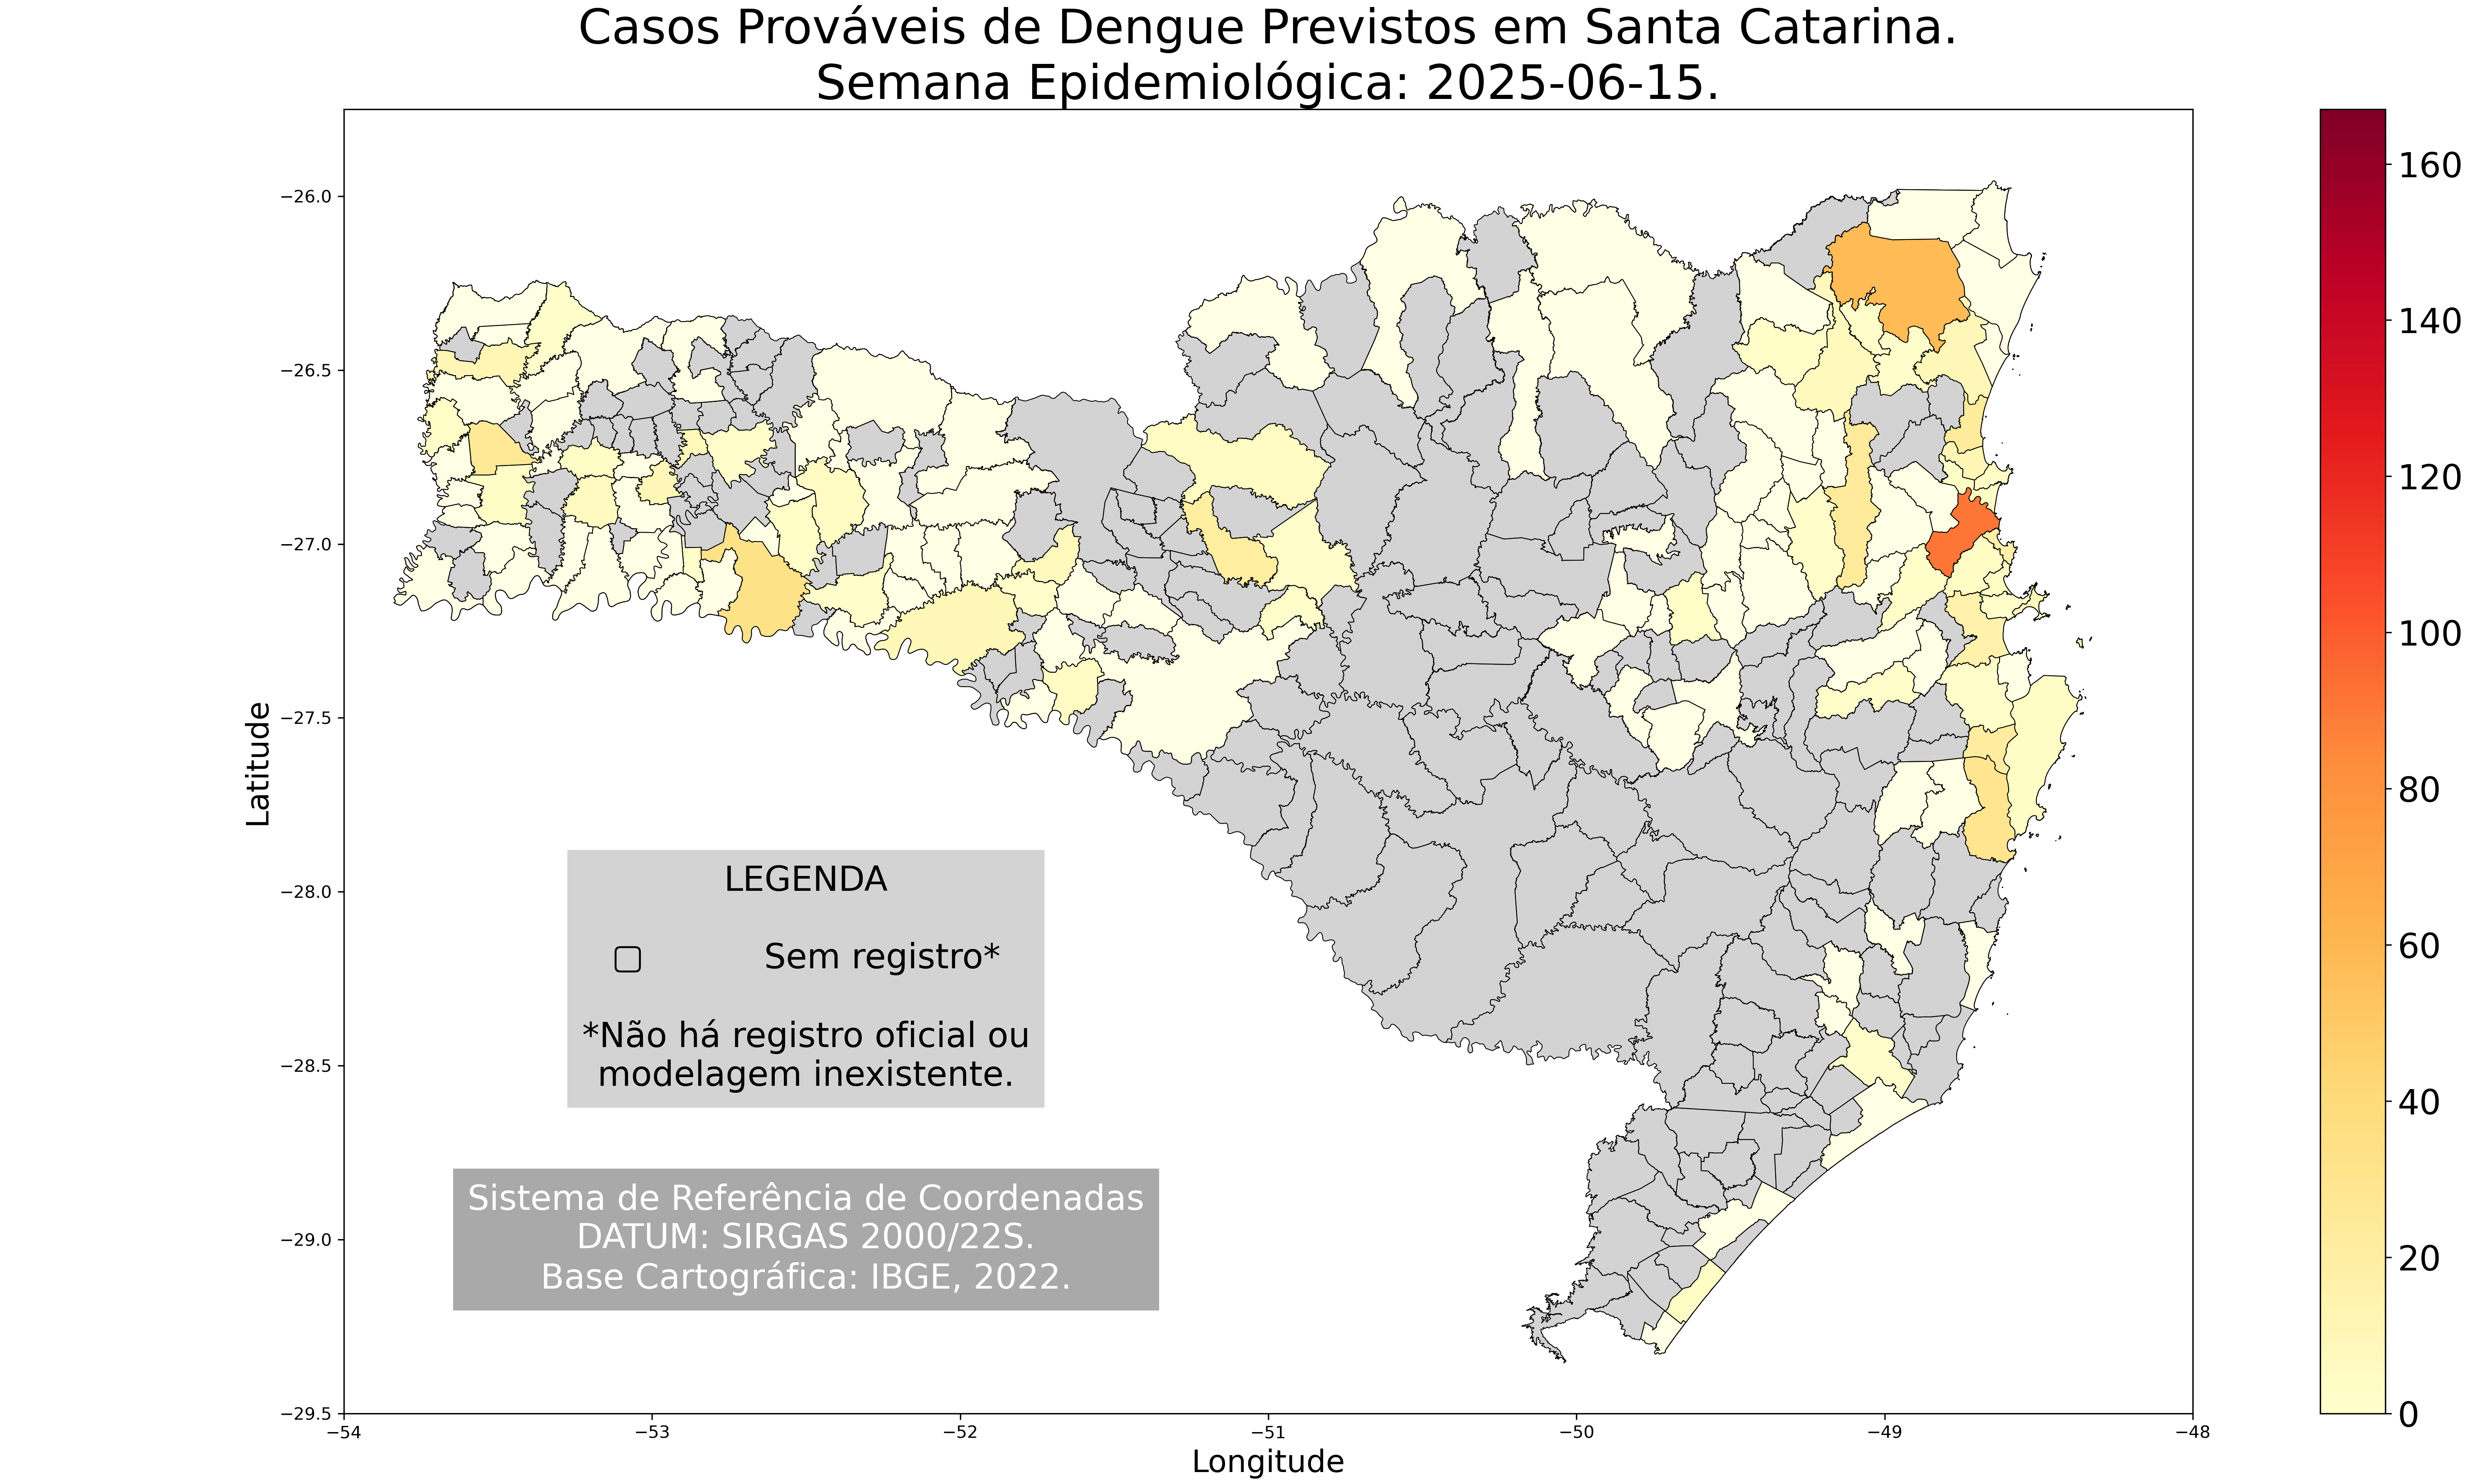 Casos Prováveis de Dengue Previstos em Santa Catarina.
Semana Epidemiológica: 2025-06-15.
−26.0
−26.5
−27.0
−27.5
−28.0
−28.5
−29.0
−29.5
Latitude
−54
−53
−52
−51
−50
−49
−48
Longitude
LEGENDA
Sem registro*
*Não há registro oficial ou
modelagem inexistente.
Sistema de Referência de Coordenadas
DATUM: SIRGAS 2000/22S.
Base Cartográfica: IBGE, 2022.
160
140
120
100
80
60
40
20
0